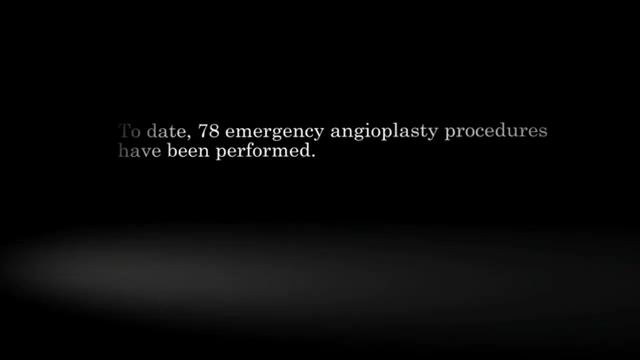 To date, 78 emergency angioplasty procedures
have been performed.